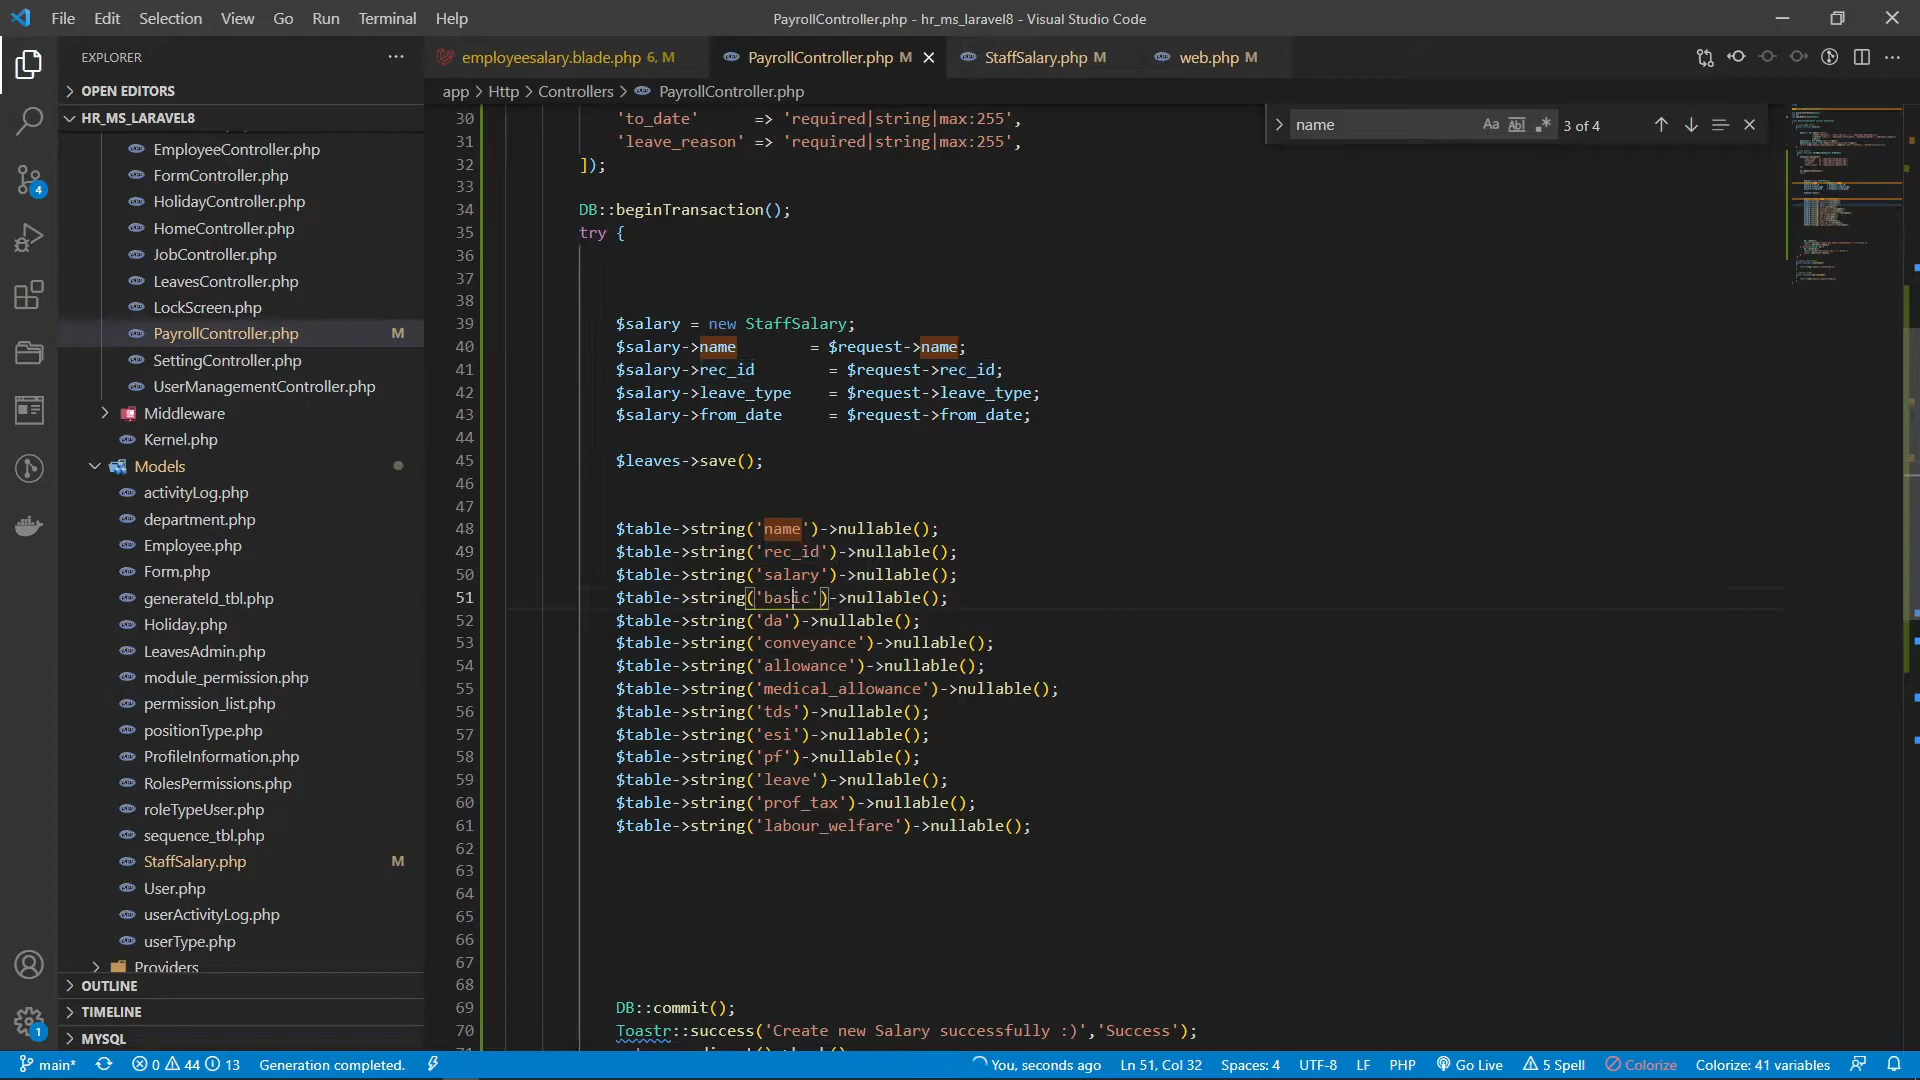 File Edit Selection View Go Run Terminal Help
PayrollController.php - hr_ms_laravel8 - Visual Studio Code
EXPLORER
OPEN EDITORS
HR_MS_LARAVEL8
EmployeeController.php
FormController.php
HolidayController.php
HomeController.php
JobController.php
LeavesController.php
LockScreen.php
PayrollController.php M
SettingController.php
UserManagementController.php
Middleware
Kernel.php
Models
activityLog.php
department.php
Employee.php
Form.php
generateId_tbl.php
Holiday.php
LeavesAdmin.php
module_permission.php
permission_list.php
positionType.php
ProfileInformation.php
RolesPermissions.php
roleTypeUser.php
sequence_tbl.php
StaffSalary.php M
User.php
userActivityLog.php
userType.php
Providers
OUTLINE
TIMELINE
MYSQL
4
1
employeesalary.blade.php 6, M
PayrollController.php M
StaffSalary.php M
web.php M
app > Http > Controllers > PayrollController.php
name Aa Abl .* 3 of 4
30 'to_date' => 'required|string|max:255',
31 'leave_reason' => 'required|string|max:255',
32 ]);
33
34 DB::beginTransaction();
35 try {
36
37
38
39 $salary = new StaffSalary;
40 $salary->name = $request->name;
41 $salary->rec_id = $request->rec_id;
42 $salary->leave_type = $request->leave_type;
43 $salary->from_date = $request->from_date;
44
45 $leaves->save();
46
47
48 $table->string('name')->nullable();
49 $table->string('rec_id')->nullable();
50 $table->string('salary')->nullable();
51 $table->string('basic')->nullable();
52 $table->string('da')->nullable();
53 $table->string('conveyance')->nullable();
54 $table->string('allowance')->nullable();
55 $table->string('medical_allowance')->nullable();
56 $table->string('tds')->nullable();
57 $table->string('esi')->nullable();
58 $table->string('pf')->nullable();
59 $table->string('leave')->nullable();
60 $table->string('prof_tax')->nullable();
61 $table->string('labour_welfare')->nullable();
62
63
64
65
66
67
68
69 DB::commit();
70 Toastr::success('Create new Salary successfully :)','Success');
main* 0 44 13 Generation completed. You, seconds ago Ln 51, Col 32 Spaces: 4 UTF-8 LF PHP Go Live 5 Spell Colorize Colorize: 41 variables